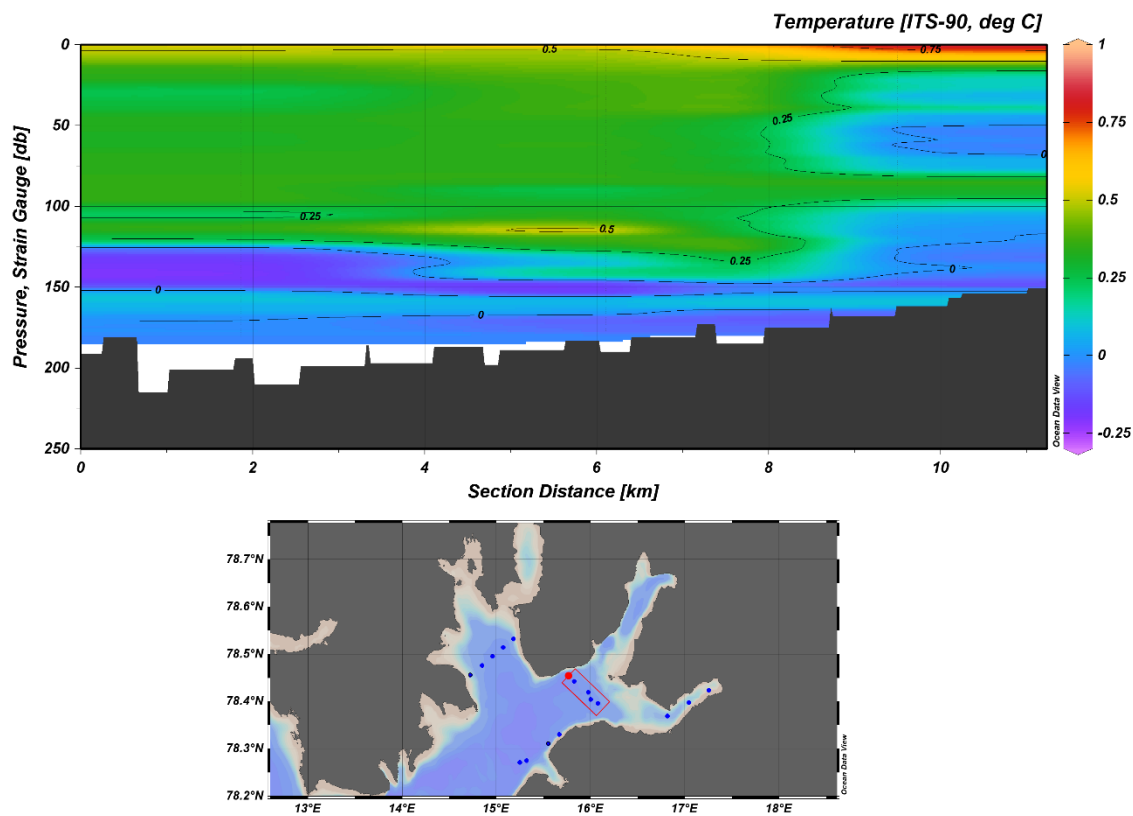 Temperature [ITS-90, deg C]
0
50
100
150
200
250
Pressure, Strain Gauge [db]
0.5
0.75
0.25
0
0.25
0.5
0.25
0
0
0
0
2
4
6
8
10
Section Distance [km]
Ocean Data View
1
0.75
0.5
0.25
0
-0.25
78.7°N
78.6°N
78.5°N
78.4°N
78.3°N
78.2°N
13°E
14°E
15°E
16°E
17°E
18°E
Ocean Data View